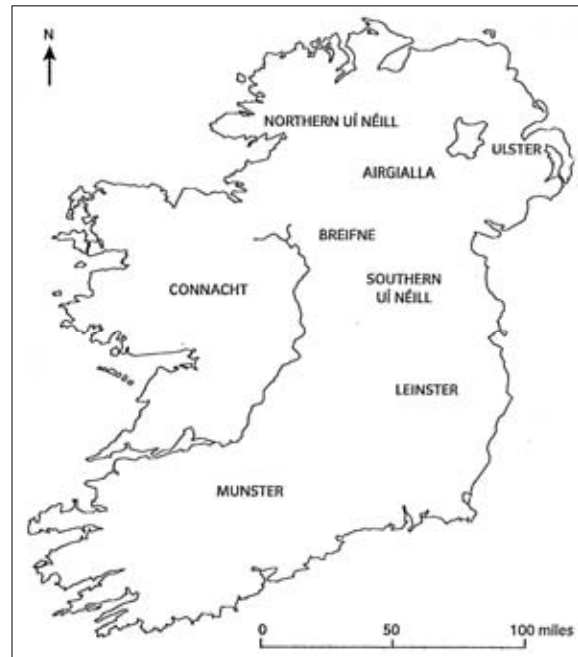 N
NORTHERN UÍ NÉILL
ULSTER
AIRGIALLA
BREIFNE
SOUTHERN
UÍ NÉILL
CONNACHT
LEINSTER
MUNSTER
0 50 100 miles